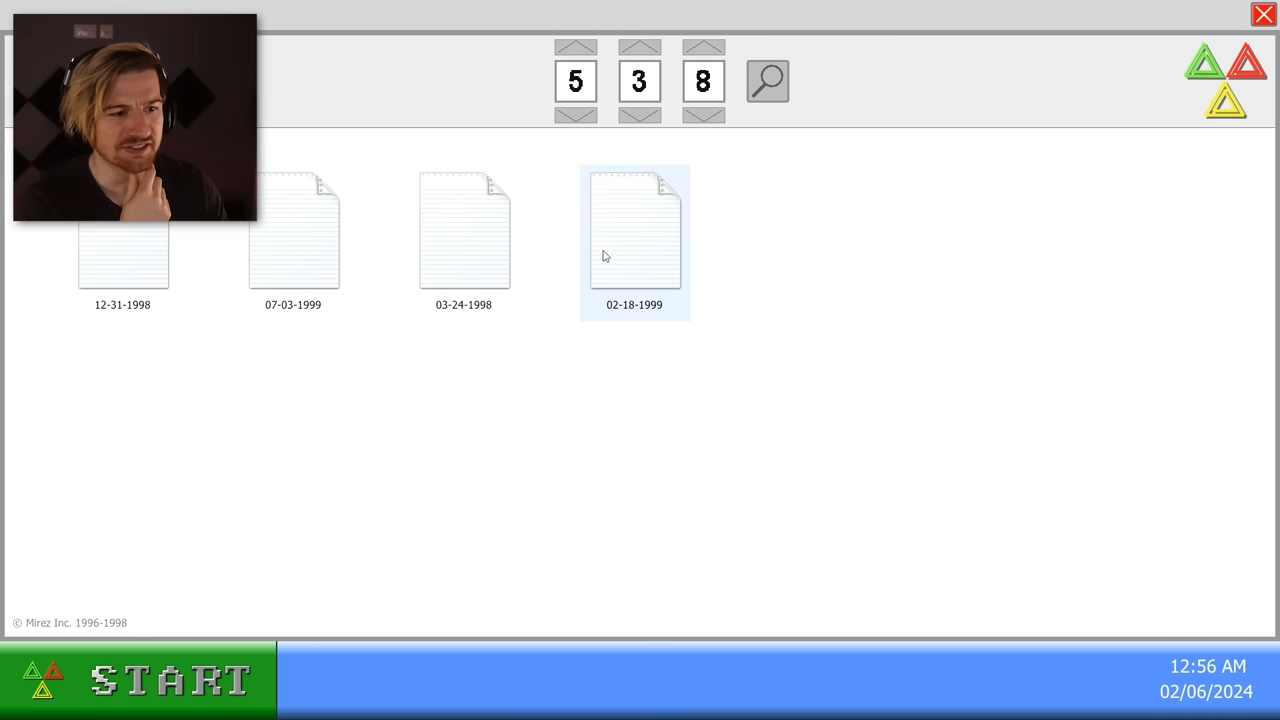 5 3 8
12-31-1998
07-03-1999
03-24-1998
02-18-1999
© Mirez Inc. 1996-1998
START
12:56 AM
02/06/2024